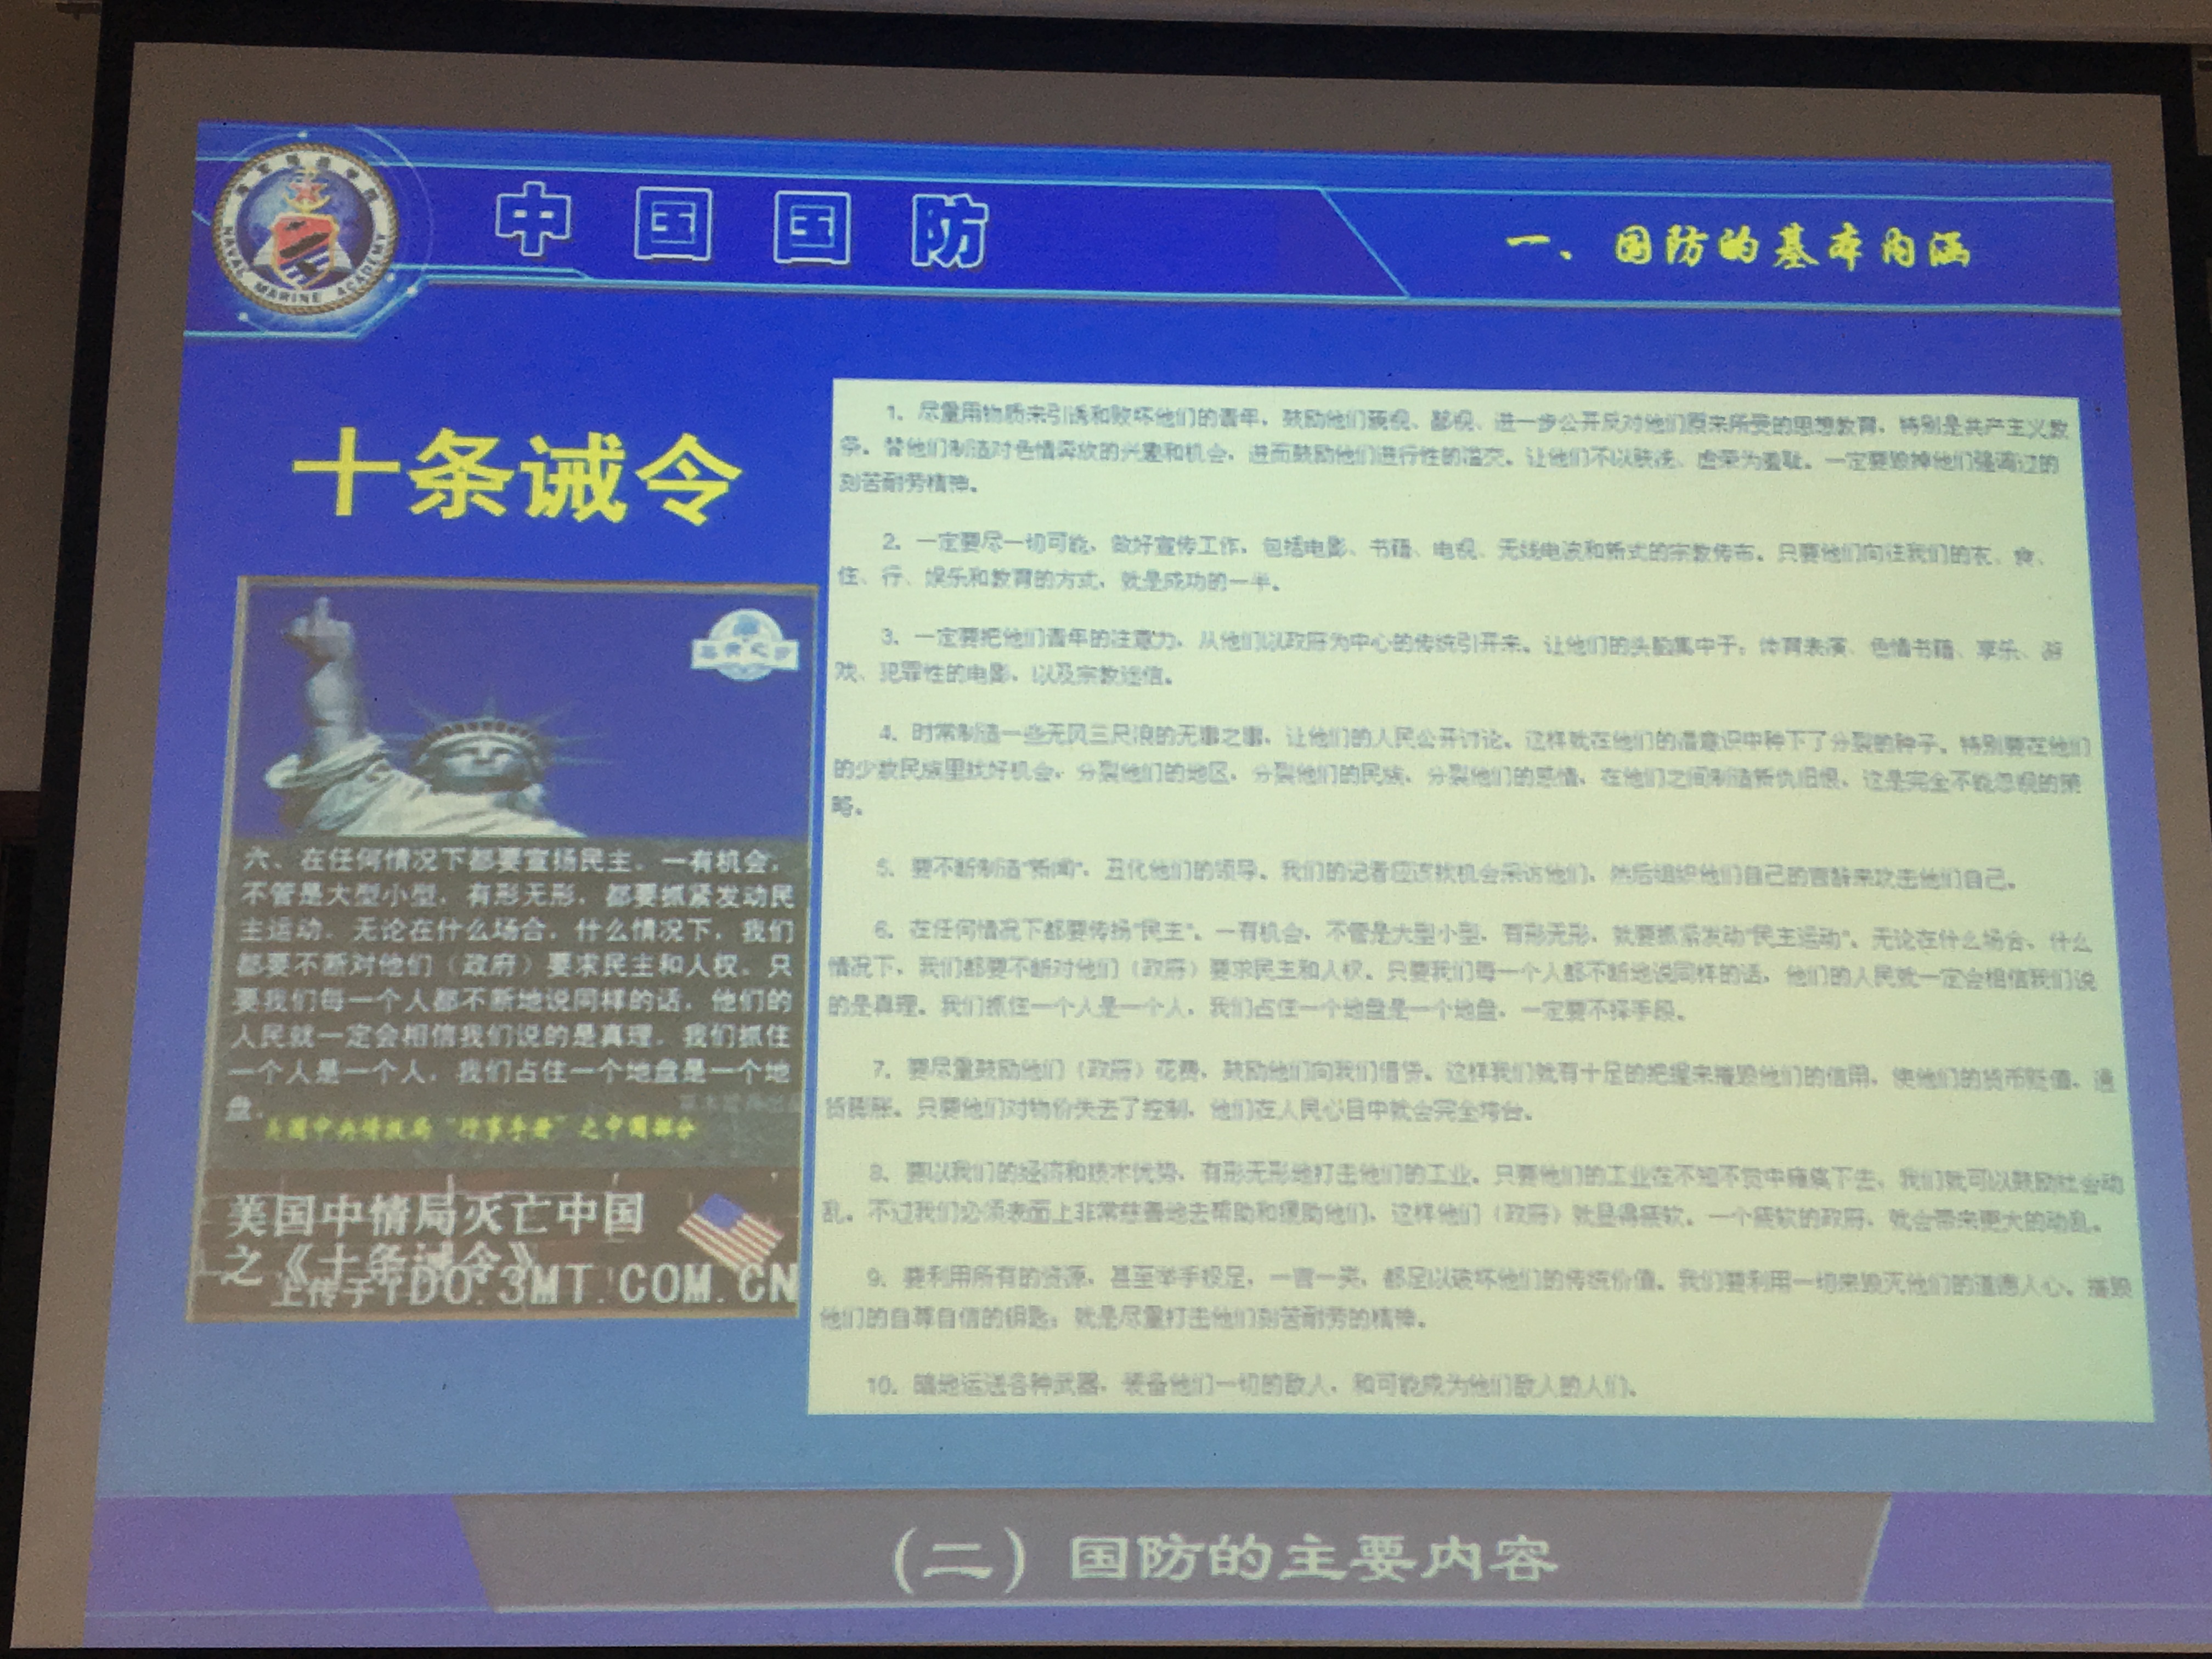 NAVAL MARINE ACADEMY
中国国防
一、国防的基本内涵
十条诫令
六、在任何情况下都要宣扬民主，一有机会，
不管是大型小型，有形无形，都要抓紧发动民
主运动。无论在什么场合，什么情况下，我们
都要不断对他们（政府）要求民主和人权。只
要我们每一个人都不断地说同样的话，他们的
人民就一定会相信我们说的是真理。我们抓住
一个人是一个人，我们占住一个地盘是一个地
盘。
美国中央情报局“行事手册”之中国部分
美国中情局灭亡中国
之《十条诫令》
上传于TDO.3MT.COM.CN
1．尽量用物质来引诱和败坏他们的青年，鼓励他们藐视、鄙视、进一步公开反对他们原来所受的思想教育，特别是共产主义教
条。替他们制造对色情奔放的兴趣和机会，进而鼓励他们进行性的滥交。让他们不以肤浅、虚荣为羞耻。一定要毁掉他们强调过的
刻苦耐劳精神。
2．一定要尽一切可能，做好宣传工作，包括电影、书籍、电视、无线电波和新式的宗教传布。只要他们向往我们的衣、食、
住、行、娱乐和教育的方式，就是成功的一半。
3．一定要把他们青年的注意力，从他们以政府为中心的传统引开来。让他们的头脑集中于：体育表演、色情书籍、享乐、游
戏、犯罪性的电影，以及宗教迷信。
4．时常制造一些无风三尺浪的无事之事，让他们的人民公开讨论。这样就在他们的潜意识中种下了分裂的种子。特别要在他们
的少数民族里找好机会，分裂他们的地区，分裂他们的民族，分裂他们的感情，在他们之间制造新仇旧恨，这是完全不能忽视的策
略。
5．要不断制造“新闻”，丑化他们的领导。我们的记者应该找机会采访他们，然后组织他们自己的言辞来攻击他们自己。
6．在任何情况下都要传扬“民主”。一有机会，不管是大型小型，有形无形，就要抓紧发动“民主运动”。无论在什么场合，什么
情况下，我们都要不断对他们（政府）要求民主和人权。只要我们每一个人都不断地说同样的话，他们的人民就一定会相信我们说
的是真理。我们抓住一个人是一个人，我们占住一个地盘是一个地盘，一定要不择手段。
7．要尽量鼓励他们（政府）花费，鼓励他们向我们借贷。这样我们就有十足的把握来摧毁他们的信用，使他们的货币贬值，通
货膨胀。只要他们对物价失去了控制，他们在人民心目中就会完全垮台。
8．要以我们的经济和技术优势，有形无形地打击他们的工业。只要他们的工业在不知不觉中瘫痪下去，我们就可以鼓励社会动
乱。不过我们必须表面上非常慈善地去帮助和援助他们，这样他们（政府）就显得疲软。一个疲软的政府，就会带来更大的动乱。
9．要利用所有的资源，甚至举手投足，一言一笑，都足以破坏他们的传统价值。我们要利用一切来毁灭他们的道德人心。摧毁
他们的自尊自信的钥匙：就是尽量打击他们刻苦耐劳的精神。
10．暗地运送各种武器，装备他们一切的敌人，和可能成为他们敌人的人们。
（二）国防的主要内容